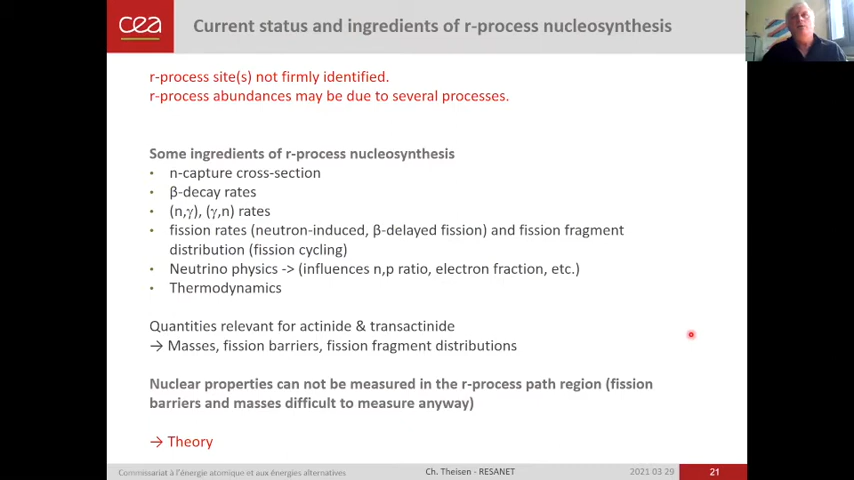 cea
Current status and ingredients of r-process nucleosynthesis
r-process site(s) not firmly identified.
r-process abundances may be due to several processes.
Some ingredients of r-process nucleosynthesis
• n-capture cross-section
• β-decay rates
• (n,γ), (γ,n) rates
• fission rates (neutron-induced, β-delayed fission) and fission fragment
distribution (fission cycling)
• Neutrino physics -> (influences n,p ratio, electron fraction, etc.)
• Thermodynamics
Quantities relevant for actinide & transactinide
→ Masses, fission barriers, fission fragment distributions
Nuclear properties can not be measured in the r-process path region (fission
barriers and masses difficult to measure anyway)
→ Theory
Commissariat à l'énergie atomique et aux énergies alternatives
Ch. Theisen - RESANET
2021 03 29
21